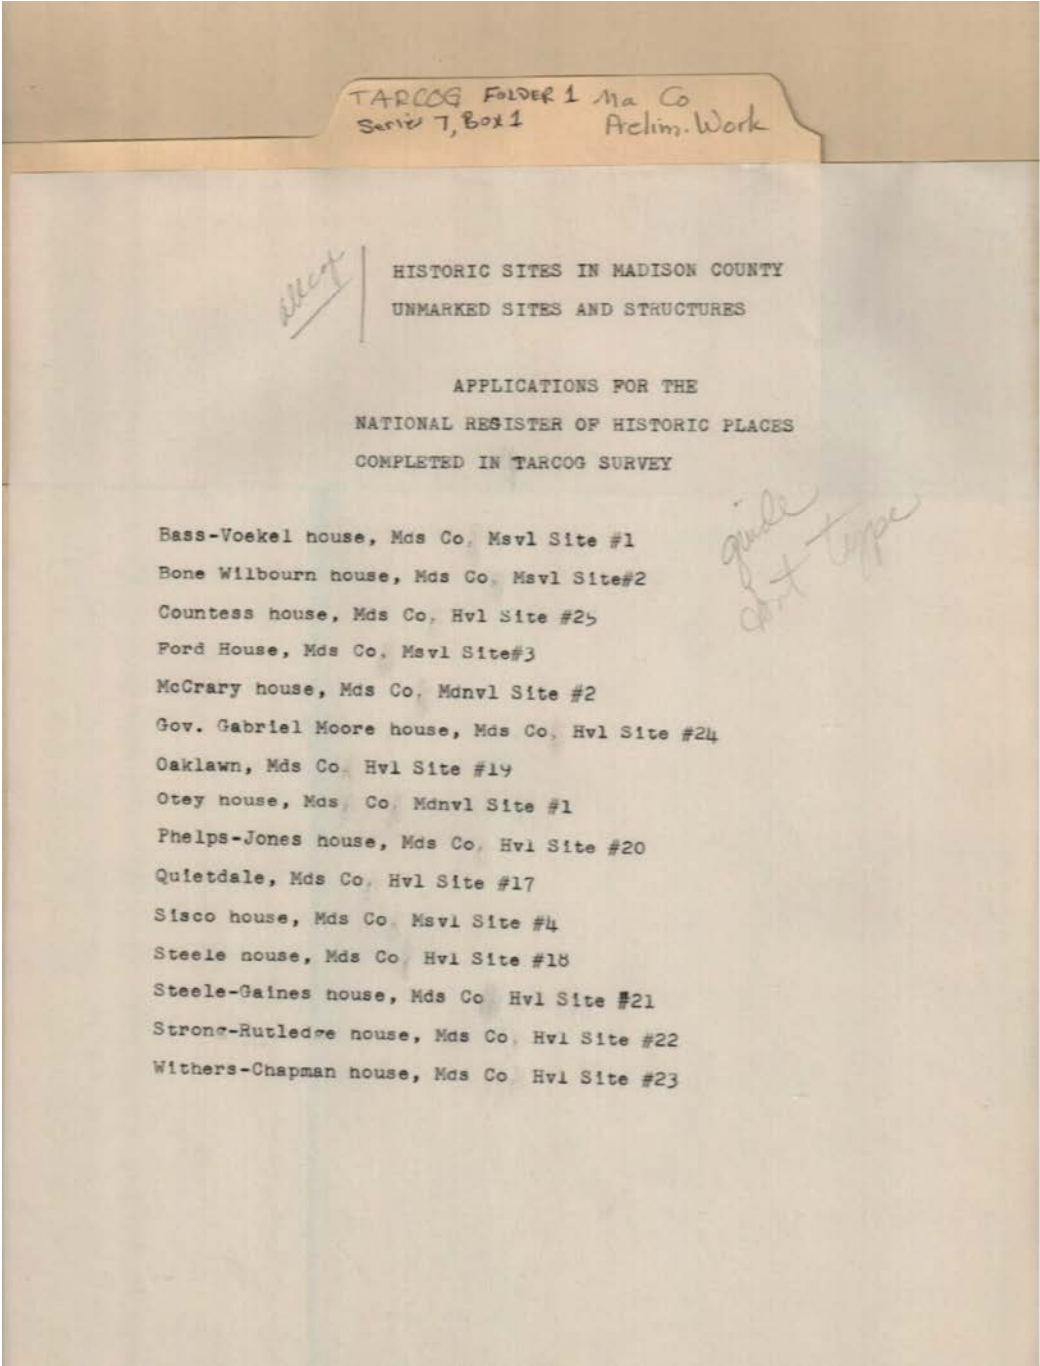 TARCOG FOLDER 1 Ma Co
Series 7, Box 1 Prelim. Work
HISTORIC SITES IN MADISON COUNTY
UNMARKED SITES AND STRUCTURES
APPLICATIONS FOR THE
NATIONAL REGISTER OF HISTORIC PLACES
COMPLETED IN TARCOG SURVEY
guide
dont type
Bass-Voekel house, Mds Co. Msvl Site #1
Bone Wilbourn house, Mds Co. Msvl Site#2
Countess house, Mds Co. Hvl Site #25
Ford House, Mds Co. Msvl Site#3
McCrary house, Mds Co. Mdnvl Site #2
Gov. Gabriel Moore house, Mds Co. Hvl Site #24
Oaklawn, Mds Co. Hvl Site #19
Otey house, Mds. Co. Mdnvl Site #1
Phelps-Jones house, Mds Co. Hvl Site #20
Quietdale, Mds Co. Hvl Site #17
Sisco house, Mds Co. Msvl Site #4
Steele house, Mds Co. Hvl Site #18
Steele-Gaines house, Mds Co Hvl Site #21
Strong-Rutledge house, Mds Co. Hvl Site #22
Withers-Chapman house, Mds Co. Hvl Site #23